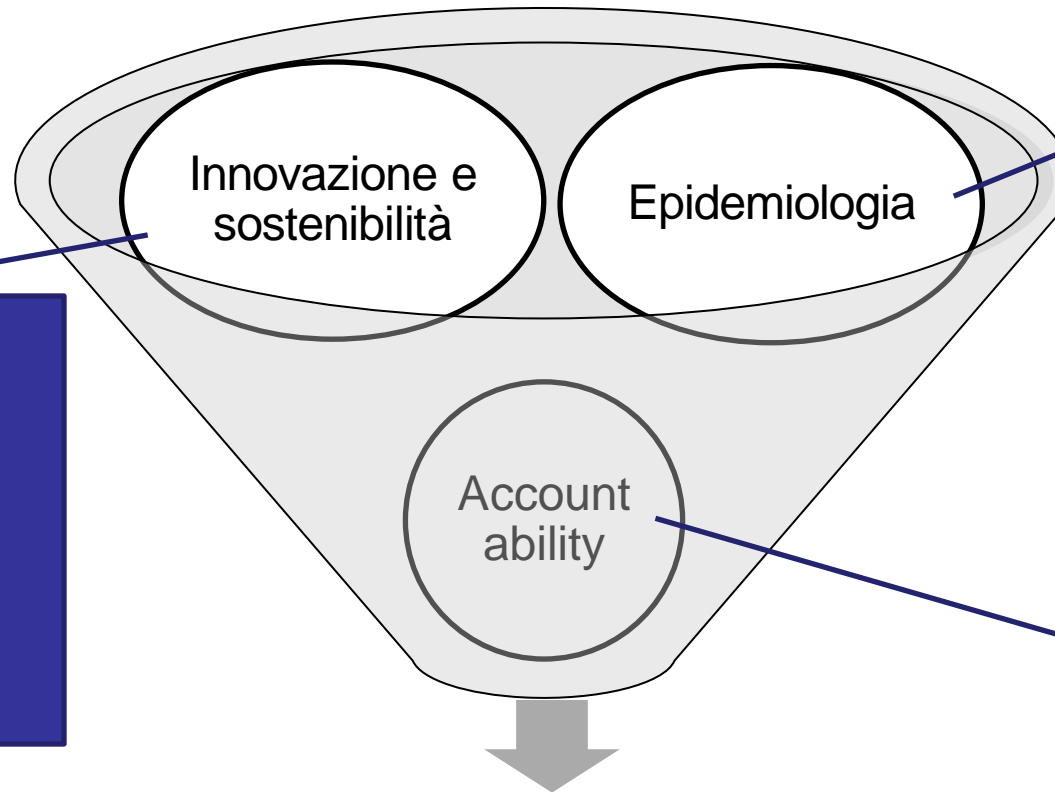 Innovazione e
sostenibilità
Epidemiologia
Account
ability